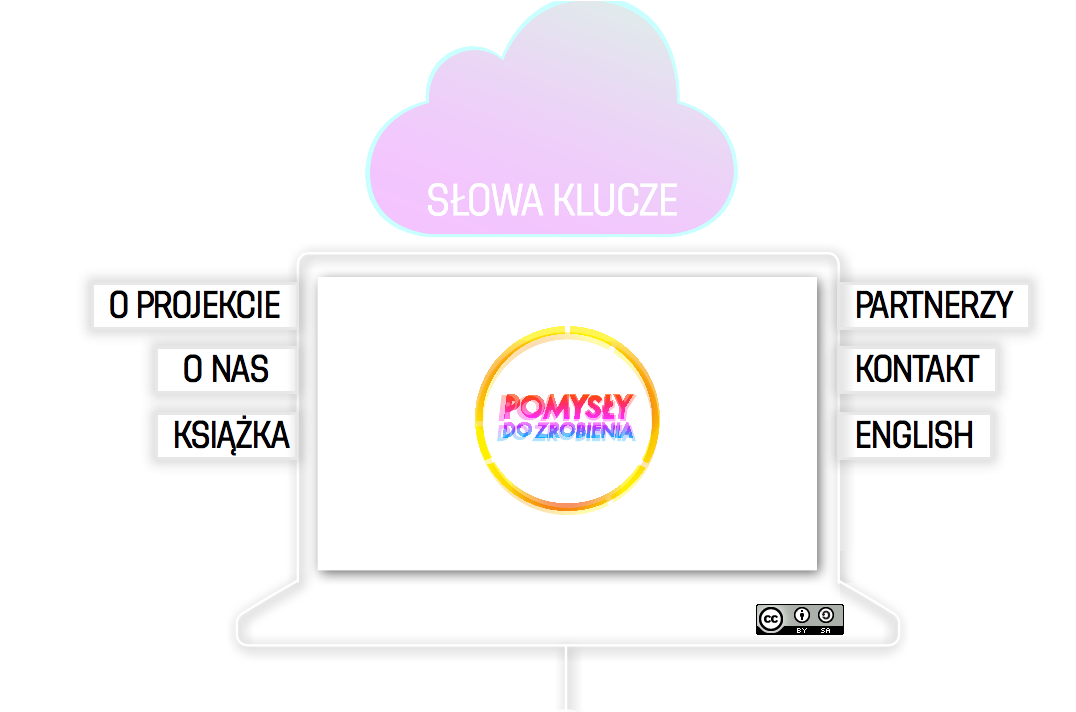 SŁOWA KLUCZE
O PROJEKCIE
O NAS
KSIĄŻKA
POMYSŁY
DO ZROBIENIA
PARTNERZY
KONTAKT
ENGLISH
cc
BY SA